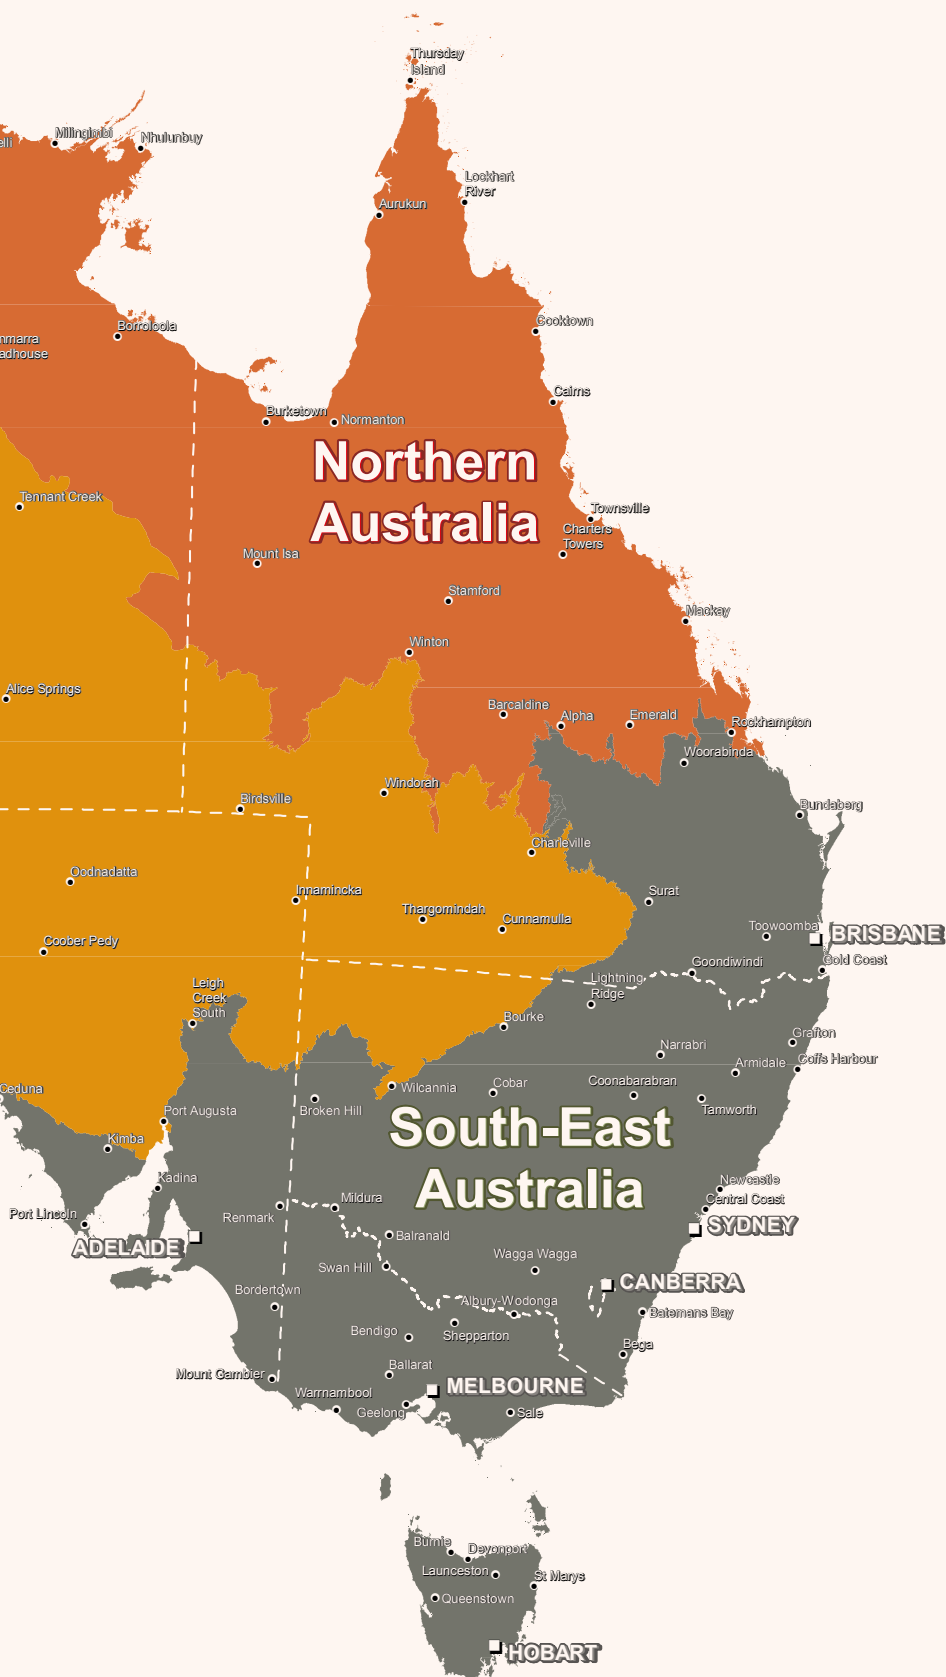 Thursday
Island
Milingimbi
Nhulunbuy
elli
Lockhart
River
Aurukun
Cooktown
Borroloola
nmarra
adhouse
Cairns
Burketown
Normanton
Northern
Australia
Tennant Creek
Townsville
Charters
Towers
Mount Isa
Stamford
Mackay
Winton
Alice Springs
Barcaldine
Alpha
Emerald
Rockhampton
Woorabinda
Windorah
Birdsville
Bundaberg
Charleville
Oodnadatta
Innamincka
Surat
Thargomindah
Cunnamulla
Toowoomba
BRISBANE
Coober Pedy
Goondiwindi
Gold Coast
Leigh
Creek
South
Lightning
Ridge
Bourke
Grafton
Narrabri
Armidale
Coffs Harbour
Ceduna
Wilcannia
Cobar
Coonabarabran
Port Augusta
Broken Hill
Tamworth
South-East
Australia
Kimba
Kadina
Newcastle
Central Coast
Mildura
Port Lincoln
Renmark
SYDNEY
Balranald
ADELAIDE
Wagga Wagga
Swan Hill
CANBERRA
Bordertown
Albury-Wodonga
Batemans Bay
Bendigo
Shepparton
Bega
Ballarat
Mount Gambier
MELBOURNE
Warrnambool
Geelong
Sale
Burnie
Devonport
Launceston
St Marys
Queenstown
HOBART